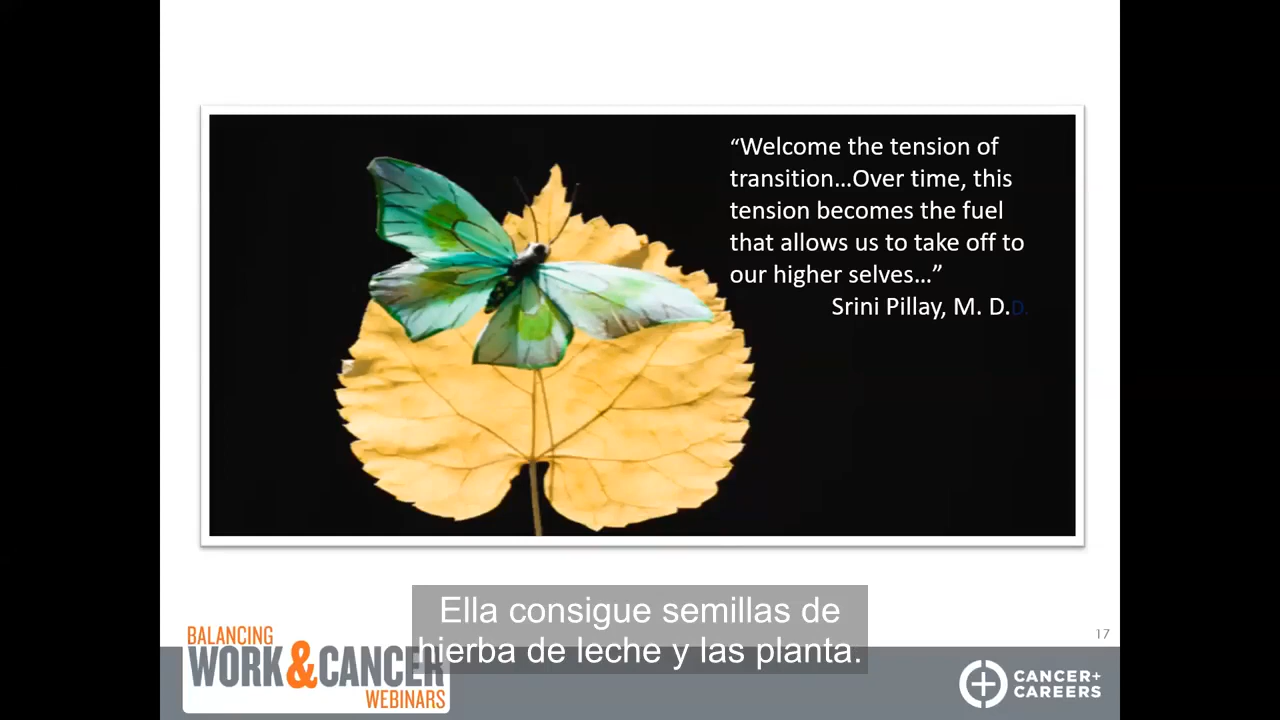 “Welcome the tension of
transition...Over time, this
tension becomes the fuel
that allows us to take off to
our higher selves...”
Srini Pillay, M. D.D.
Ella consigue semillas de
hierba de leche y las planta.
17
BALANCING
WORK&CANCER
WEBINARS
CANCER+
CAREERS